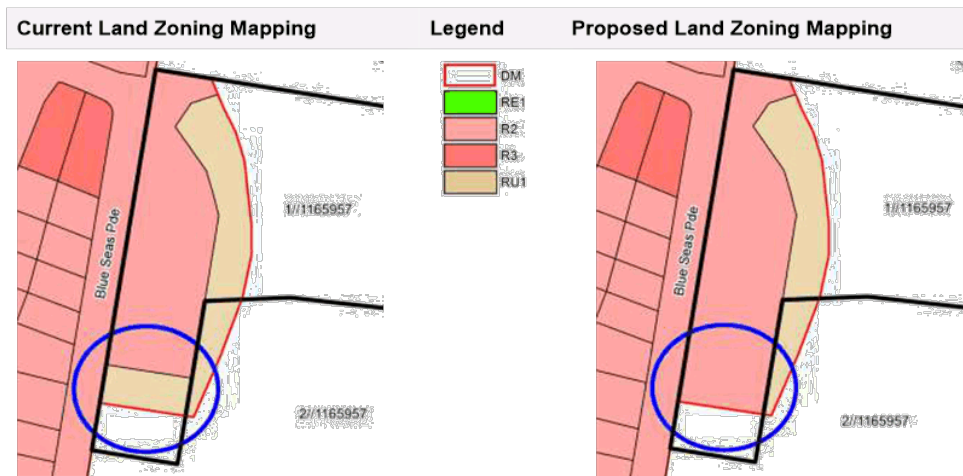 Current Land Zoning Mapping
Legend
Proposed Land Zoning Mapping
DM
RE1
R2
R3
RU1
Blue Seas Pde
1//1165957
2//1165957
Blue Seas Pde
1//1165957
2//1165957